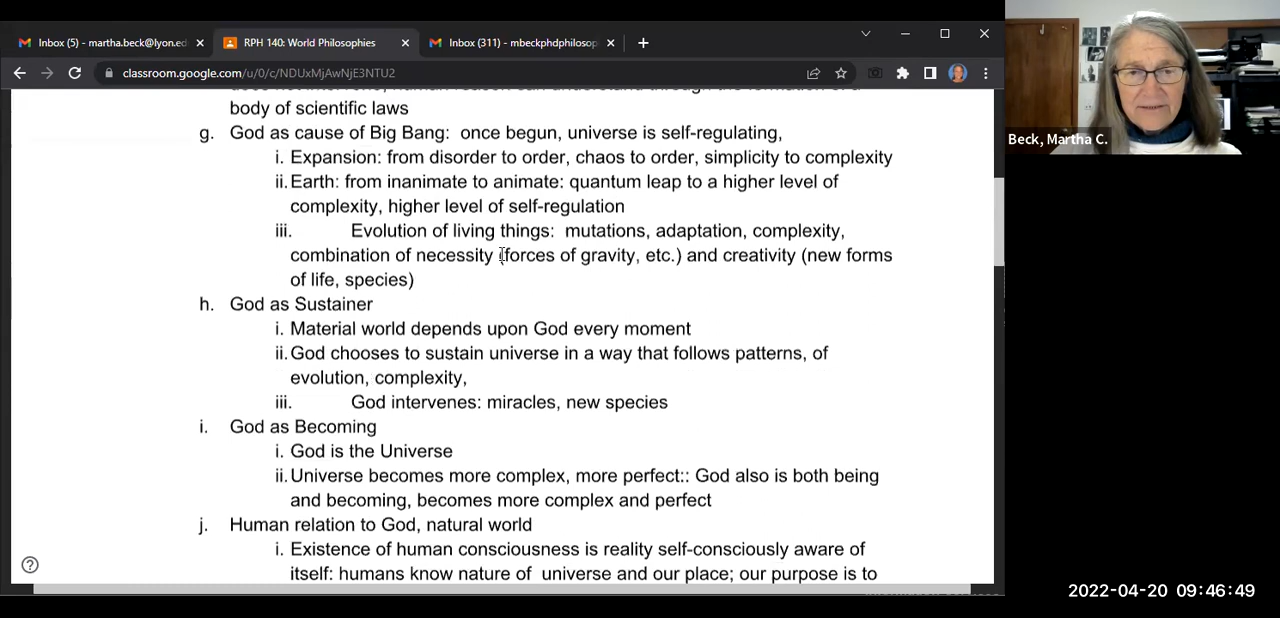 Inbox (5) - martha.beck@lyon.ed
RPH 140: World Philosophies
Inbox (311) - mbeckphdphilosop
classroom.google.com/u/0/c/NDUxMjAwNjE3NTU2
body of scientific laws
g. God as cause of Big Bang: once begun, universe is self-regulating,
i. Expansion: from disorder to order, chaos to order, simplicity to complexity
ii. Earth: from inanimate to animate: quantum leap to a higher level of
complexity, higher level of self-regulation
iii. Evolution of living things: mutations, adaptation, complexity,
combination of necessity (forces of gravity, etc.) and creativity (new forms
of life, species)
h. God as Sustainer
i. Material world depends upon God every moment
ii. God chooses to sustain universe in a way that follows patterns, of
evolution, complexity,
iii. God intervenes: miracles, new species
i. God as Becoming
i. God is the Universe
ii. Universe becomes more complex, more perfect:: God also is both being
and becoming, becomes more complex and perfect
j. Human relation to God, natural world
i. Existence of human consciousness is reality self-consciously aware of
itself: humans know nature of universe and our place; our purpose is to
Beck, Martha C.
2022-04-20 09:46:49